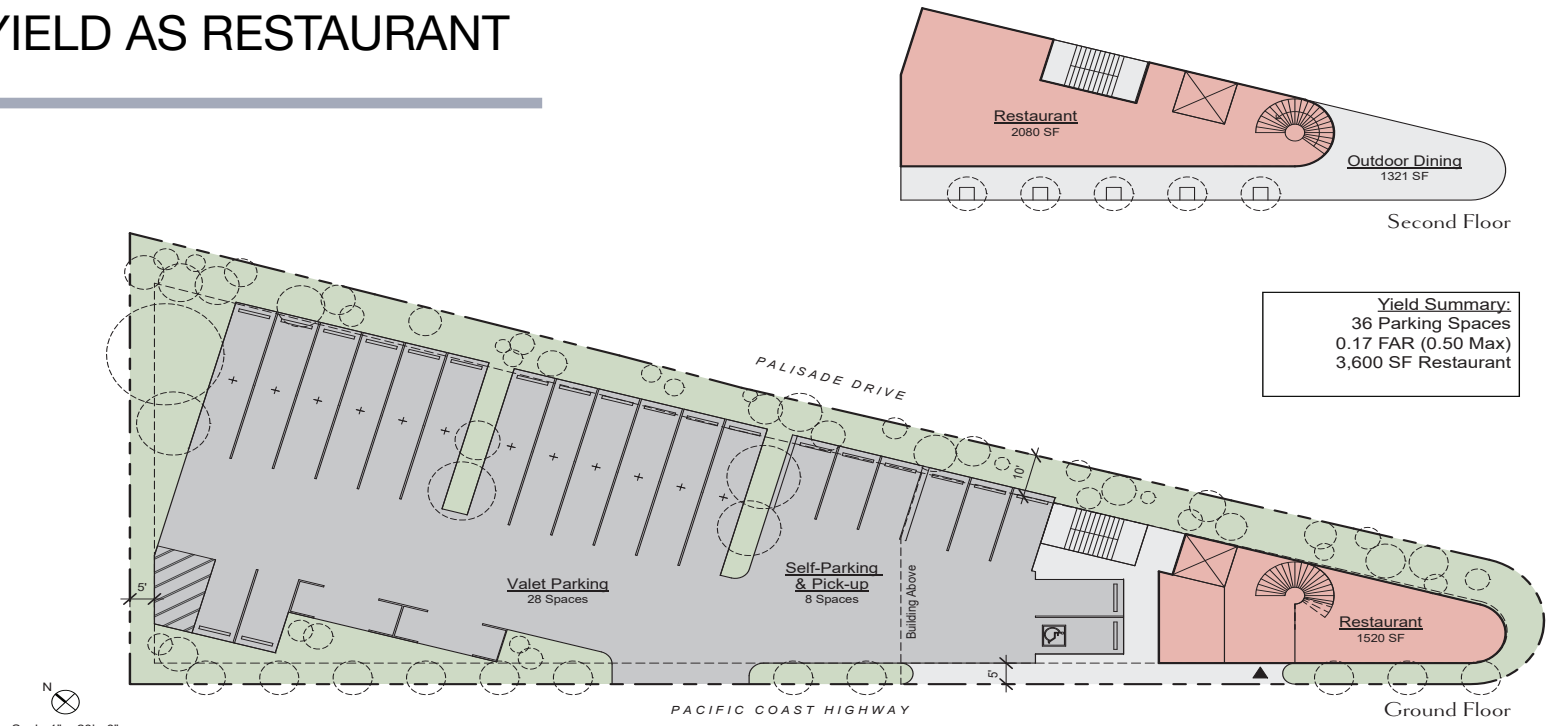 YIELD AS RESTAURANT
Restaurant
2080 SF
Outdoor Dining
1321 SF
Second Floor
Yield Summary:
36 Parking Spaces
0.17 FAR (0.50 Max)
3,600 SF Restaurant
PALISADE DRIVE
10'
5'
Valet Parking
28 Spaces
Self-Parking
& Pick-up
8 Spaces
Building Above
Restaurant
1520 SF
5'
N
PACIFIC COAST HIGHWAY
Ground Floor